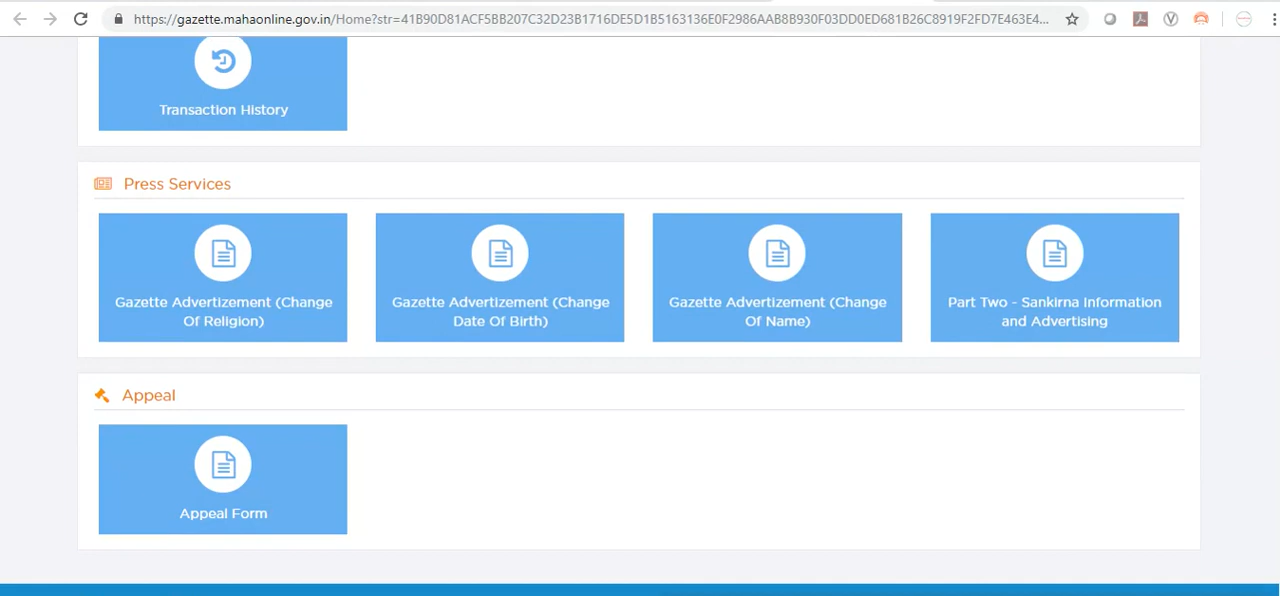 https://gazette.mahaonline.gov.in/Home?str=41B90D81ACF5BB207C32D23B1716DE5D1B5163136E0F2986AAB8B930F03DD0ED681B26C8919F2FD7E463E4...
Transaction History
Press Services
Gazette Advertizement (Change
Of Religion)
Gazette Advertizement (Change
Date Of Birth)
Gazette Advertizement (Change
Of Name)
Part Two - Sankirna Information
and Advertising
Appeal
Appeal Form